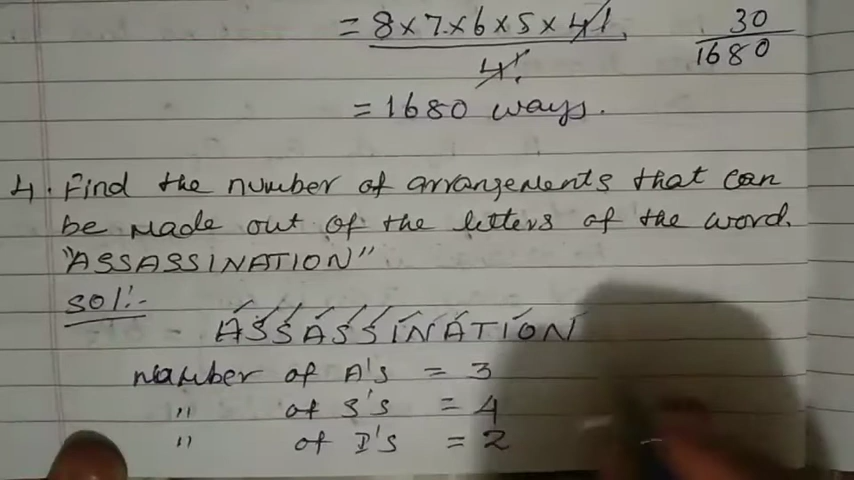 = 8×7×6×5×4!
4!
30
1680
= 1680 ways.
4. Find the number of arrangements that can
be made out of the letters of the word.
"ASSASSINATION"
Sol:-
ASSASSINATION
number of A's = 3
" of S's = 4
" of I's = 2